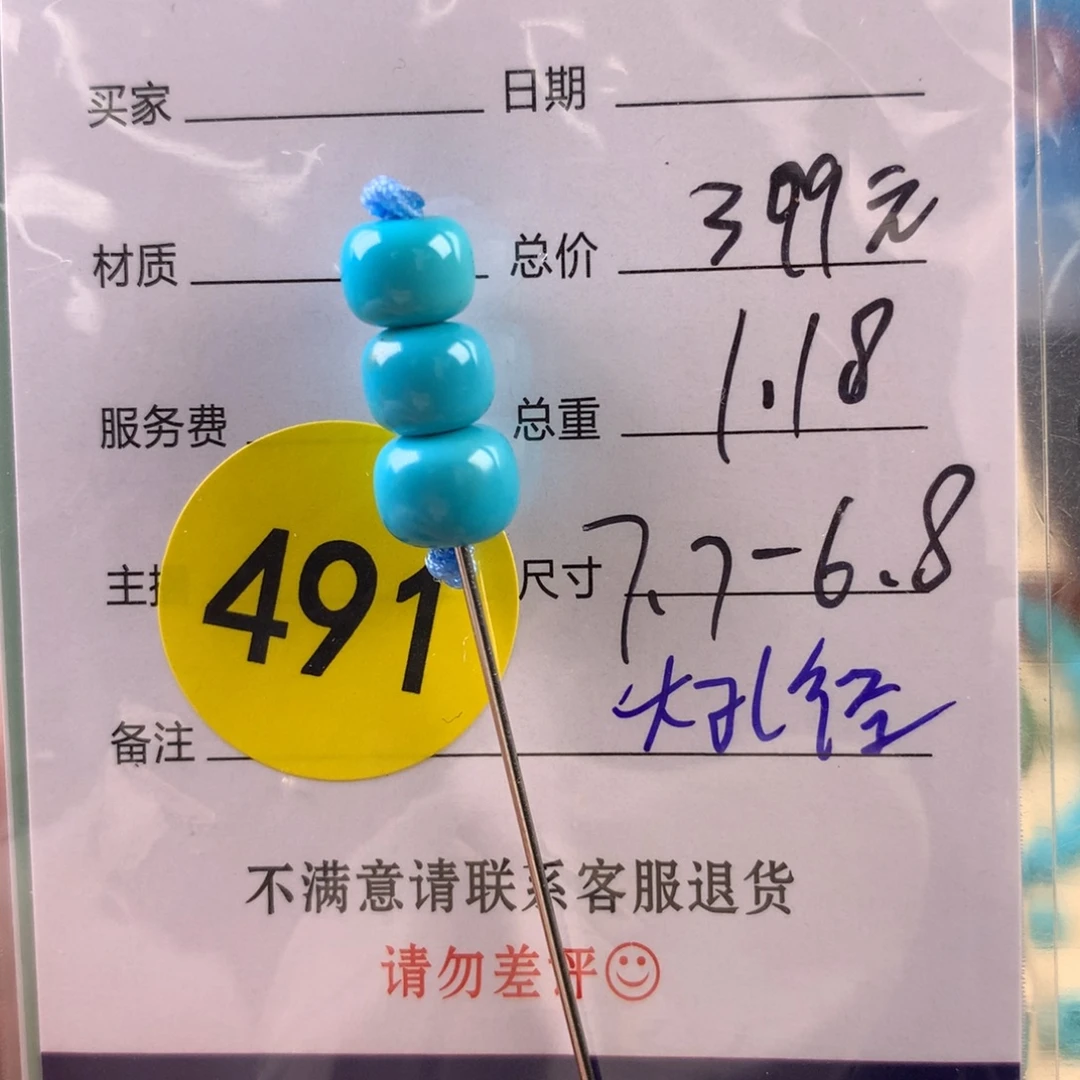 买家 日期
材质 总价 399元
服务费 总重 1.18
主 尺寸 7.7-6.8
491
大孔径
备注
不满意请联系客服退货
请勿差评